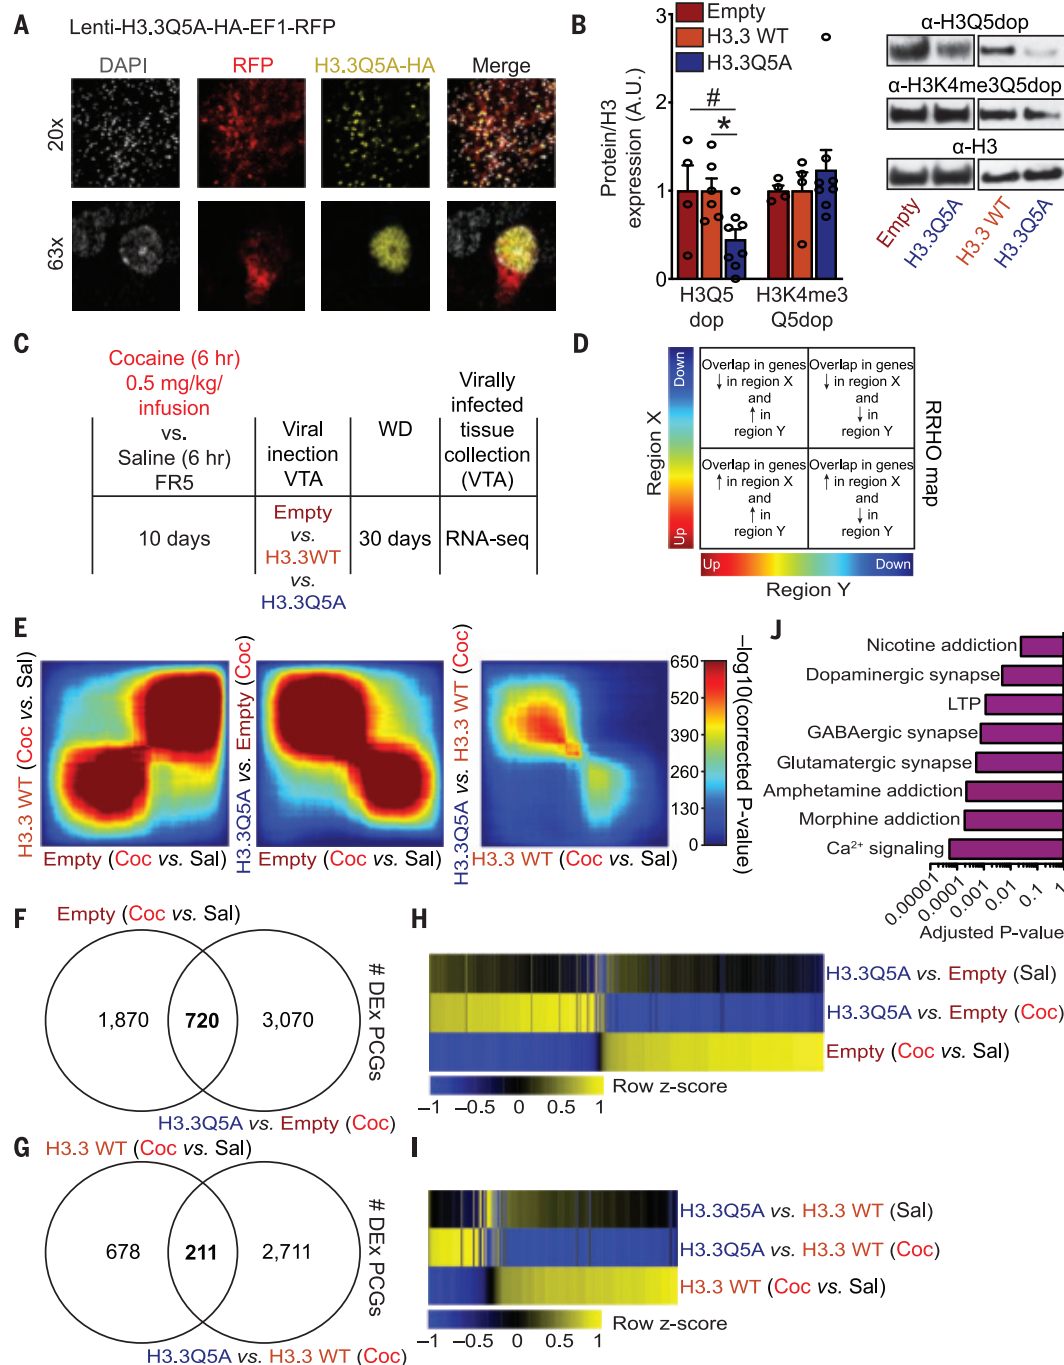 A
Lenti-H3.3Q5A-HA-EF1-RFP
DAPI
RFP
H3.3Q5A-HA
Merge
20x
63x
B
Protein/H3
expression (A.U.)
3
2
1
0
Empty
H3.3 WT
H3.3Q5A
#
*
H3Q5
dop
H3K4me3
Q5dop
α-H3Q5dop
α-H3K4me3Q5dop
α-H3
Empty
H3.3Q5A
H3.3 WT
H3.3Q5A
C
Cocaine (6 hr)
0.5 mg/kg/
infusion
vs.
Saline (6 hr)
FR5
Viral
inection
VTA
WD
Virally
infected
tissue
collection
(VTA)
10 days
Empty
vs.
H3.3WT
vs.
H3.3Q5A
30 days
RNA-seq
D
Region X
Down
Up
Overlap in genes
↓ in region X
and
↑ in
region Y
Overlap in genes
↓ in region X
and
↓ in
region Y
Overlap in genes
↑ in region X
and
↑ in
region Y
Overlap in genes
↑ in region X
and
↓ in
region Y
RRHO map
Up
Down
Region Y
E
H3.3 WT (Coc vs. Sal)
Empty (Coc vs. Sal)
H3.3Q5A vs. Empty (Coc)
Empty (Coc vs. Sal)
H3.3Q5A vs. H3.3 WT (Coc)
H3.3 WT (Coc vs. Sal)
650
520
390
260
130
0
–log10(corrected P-value)
J
Nicotine addiction
Dopaminergic synapse
LTP
GABAergic synapse
Glutamatergic synapse
Amphetamine addiction
Morphine addiction
Ca²⁺ signaling
0.00001
0.0001
0.001
0.01
0.1
1
Adjusted P-value
F
Empty (Coc vs. Sal)
1,870
720
3,070
# DEx PCGs
H3.3Q5A vs. Empty (Coc)
G
H3.3 WT (Coc vs. Sal)
678
211
2,711
# DEx PCGs
H3.3Q5A vs. H3.3 WT (Coc)
H
H3.3Q5A vs. Empty (Sal)
H3.3Q5A vs. Empty (Coc)
Empty (Coc vs. Sal)
Row z-score
–1 –0.5 0 0.5 1
I
H3.3Q5A vs. H3.3 WT (Sal)
H3.3Q5A vs. H3.3 WT (Coc)
H3.3 WT (Coc vs. Sal)
Row z-score
–1 –0.5 0 0.5 1